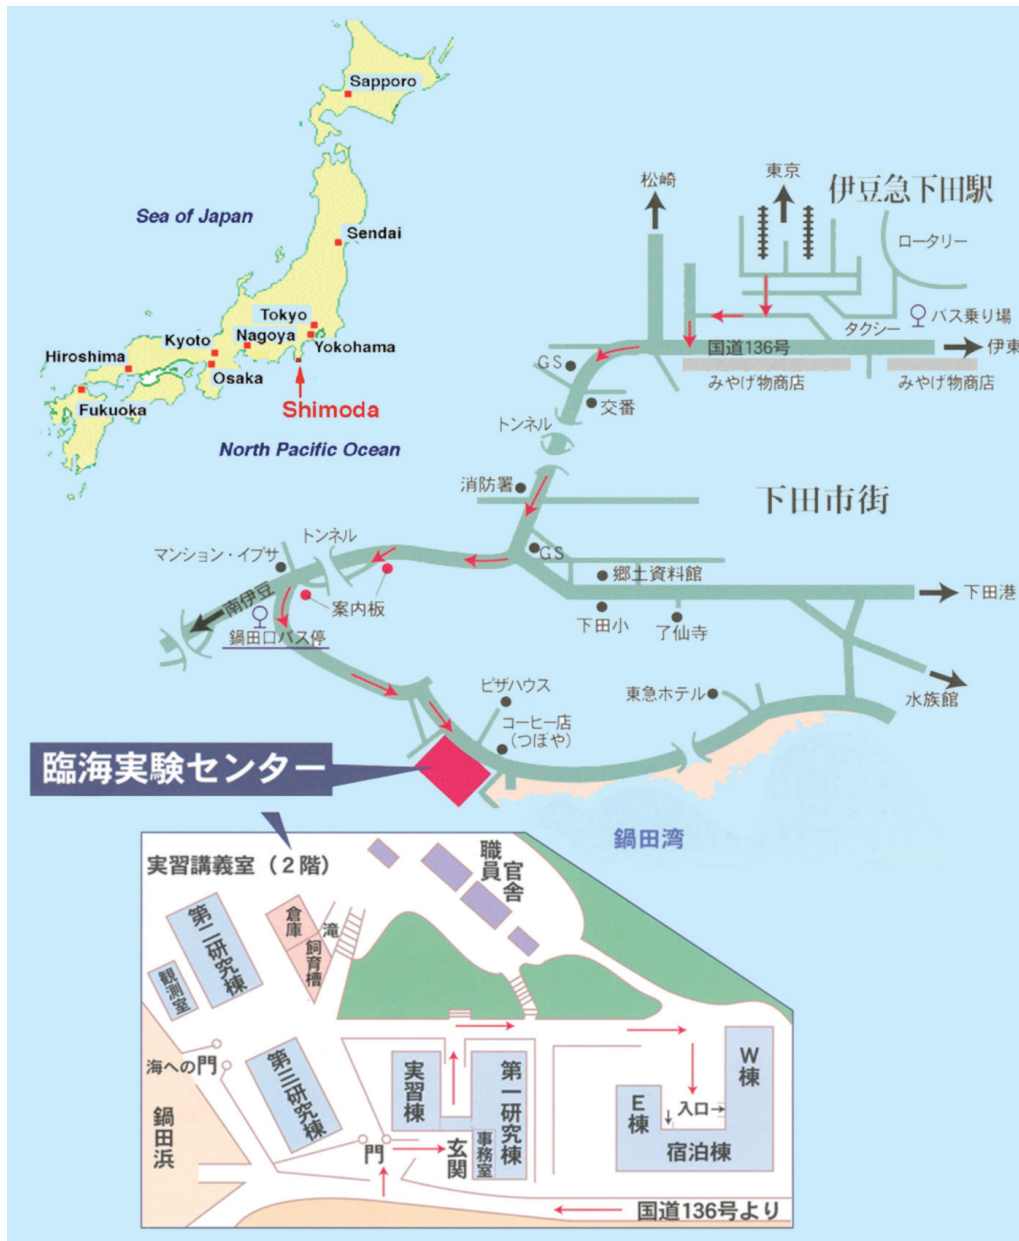 Sapporo
Sea of Japan
Sendai
Tokyo
Nagoya
Kyoto
Yokohama
Hiroshima
Osaka
Fukuoka
Shimoda
North Pacific Ocean
松崎
東京
伊豆急下田駅
ロータリー
タクシー
バス乗り場
国道136号
伊東
みやげ物商店
みやげ物商店
GS
交番
トンネル
消防署
下田市街
トンネル
マンション・イプサ
GS
郷土資料館
下田港
南伊豆
案内板
下田小
了仙寺
鍋田口バス停
ピザハウス
東急ホテル
水族館
コーヒー店
(つぼや)
臨海実験センター
鍋田湾
実習講義室（２階）
職員
官舎
倉庫
滝
飼育槽
第二研究棟
観測室
海への門
第三研究棟
実習棟
第一研究棟
W棟
E棟
入口
宿泊棟
鍋田浜
門
玄関
事務室
国道136号より